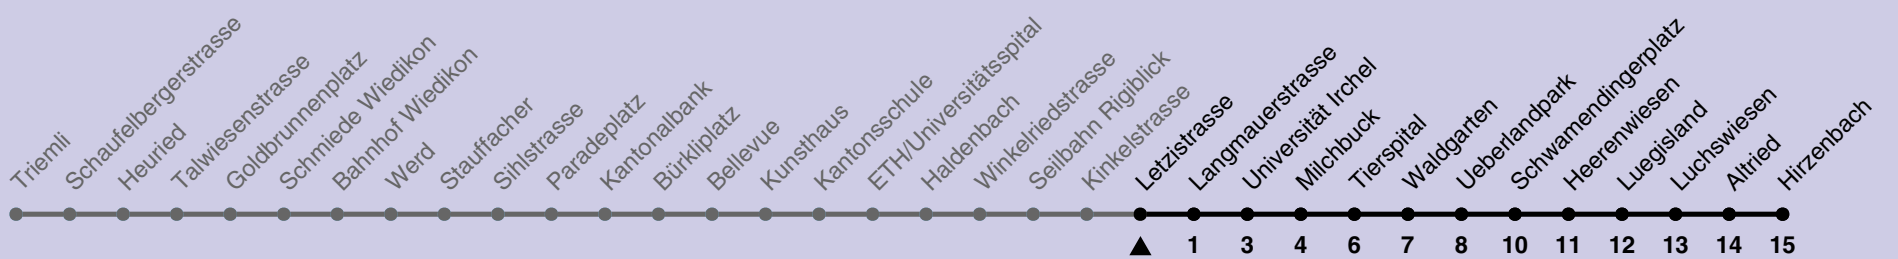 Triemli
Schaufelbergerstrasse
Heuried
Talwiesenstrasse
Goldbrunnenplatz
Schmiede Wiedikon
Bahnhof Wiedikon
Werd
Stauffacher
Sihlstrasse
Paradeplatz
Kantonalbank
Bürkliplatz
Bellevue
Kunsthaus
Kantonsschule
ETH/Universitätsspital
Haldenbach
Winkelriedstrasse
Seilbahn Rigiblick
Kinkelstrasse
Letzistrasse
Langmauerstrasse
Universität Irchel
Milchbuck
Tierspital
Waldgarten
Ueberlandpark
Schwamendingerplatz
Heerenwiesen
Luegisland
Luchswiesen
Altried
Hirzenbach
1 3 4 6 7 8 10 11 12 13 14 15